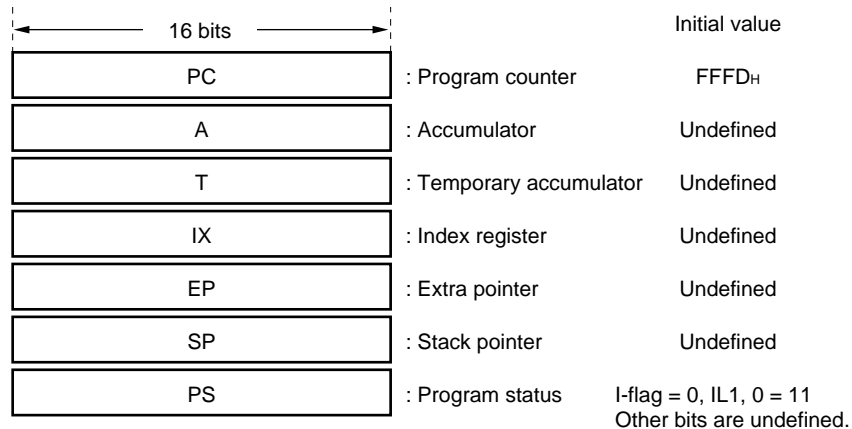 16 bits Initial value
PC : Program counter FFFDH
A : Accumulator Undefined
T : Temporary accumulator Undefined
IX : Index register Undefined
EP : Extra pointer Undefined
SP : Stack pointer Undefined
PS : Program status I-flag = 0, IL1, 0 = 11
Other bits are undefined.